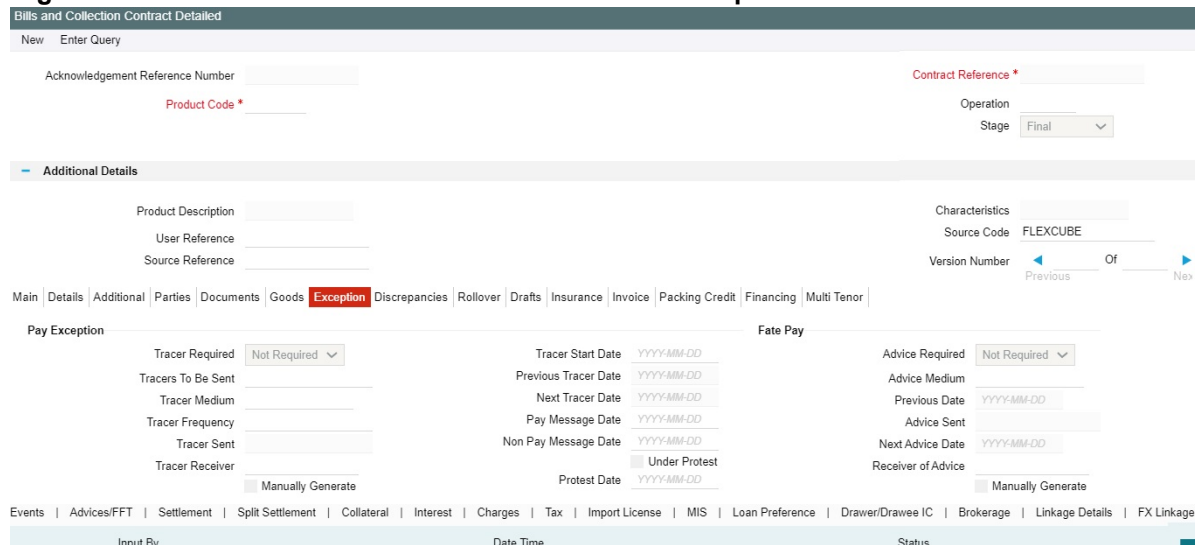 Bills and Collection Contract Detailed
New Enter Query
Acknowledgement Reference Number
Contract Reference *
Product Code *
Operation
Stage Final
− Additional Details
Product Description
Characteristics
User Reference
Source Code FLEXCUBE
Source Reference
Version Number Of
Previous
Main | Details | Additional | Parties | Documents | Goods | Exception | Discrepancies | Rollover | Drafts | Insurance | Invoice | Packing Credit | Financing | Multi Tenor |
Pay Exception Fate Pay
Tracer Required Not Required Tracer Start Date YYYY-MM-DD Advice Required Not Required
Tracers To Be Sent Previous Tracer Date YYYY-MM-DD Advice Medium
Tracer Medium Next Tracer Date YYYY-MM-DD Previous Date YYYY-MM-DD
Tracer Frequency Pay Message Date YYYY-MM-DD Advice Sent
Tracer Sent Non Pay Message Date YYYY-MM-DD Next Advice Date YYYY-MM-DD
Tracer Receiver Under Protest Receiver of Advice
Manually Generate Protest Date YYYY-MM-DD Manually Generate
Events | Advices/FFT | Settlement | Split Settlement | Collateral | Interest | Charges | Tax | Import License | MIS | Loan Preference | Drawer/Drawee IC | Brokerage | Linkage Details | FX Linkage
Input By Date Time Status